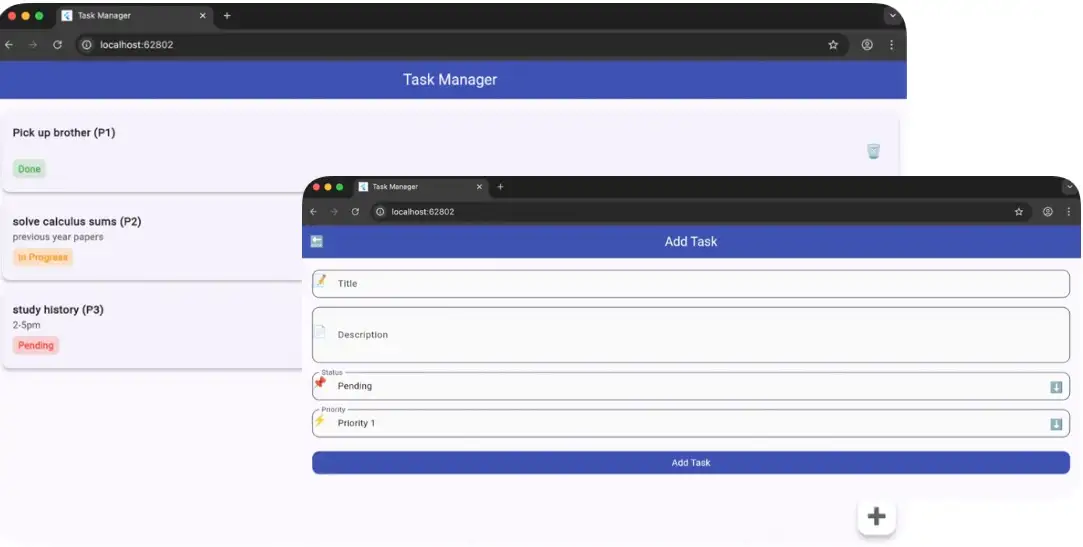 Task Manager
localhost:62802
Task Manager
Pick up brother (P1)
Done
solve calculus sums (P2)
previous year papers
In Progress
study history (P3)
2-5pm
Pending
Task Manager
localhost:62802
Add Task
Title
Description
Status
Pending
Priority
Priority 1
Add Task